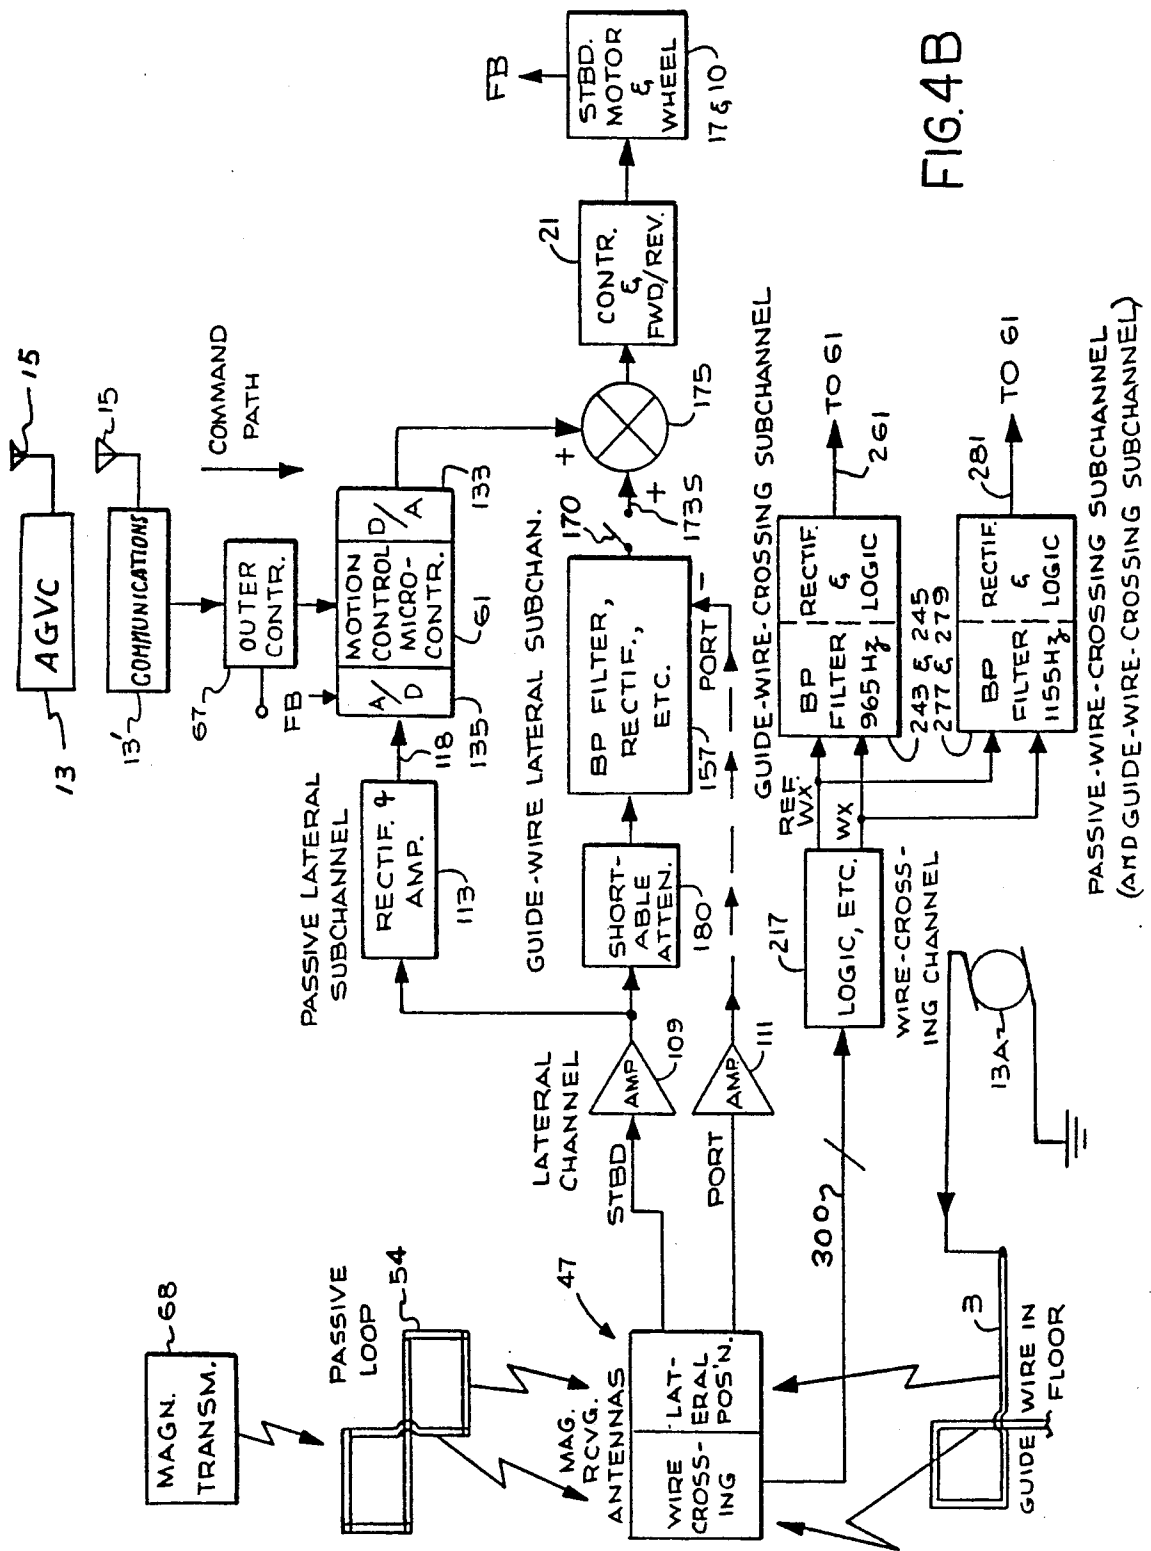 MAGN.
TRANSM.
68
PASSIVE
LOOP
54
MAG.
RCVG.
ANTENNAS
47
WIRE
CROSS-
ING
LAT-
ERAL
POS'N.
GUIDE WIRE IN
FLOOR
3
13A
STBD
PORT
LATERAL
CHANNEL
AMP
109
AMP.
111
300
PASSIVE LATERAL
SUBCHANNEL
RECTIF. &
AMP.
113
118
AGVC
13
15
COMMUNICATIONS
13'
15
COMMAND
PATH
OUTER
CONTR.
67
FB
A/
D
MOTION
CONTROL
MICRO-
CONTR.
D/
A
135
61
133
GUIDE-WIRE LATERAL SUBCHAN.
SHORT-
ABLE
ATTEN.
180
BP FILTER,
RECTIF.,
ETC.
157
PORT
-
170
173S
+
+
175
CONTR.
&
FWD/REV.
21
STBD.
MOTOR
&
WHEEL
17 & 10
FB
WIRE-CROSS-
ING CHANNEL
217
LOGIC, ETC.
REF.
WX.
WX
GUIDE-WIRE-CROSSING SUBCHANNEL
BP
FILTER
965 Hz
RECTIF.
&
LOGIC
243 & 245
261
TO 61
277 & 279
BP
FILTER
1155 Hz
RECTIF.
&
LOGIC
281
TO 61
PASSIVE-WIRE-CROSSING SUBCHANNEL
(AND GUIDE-WIRE-CROSSING SUBCHANNEL)
FIG. 4B